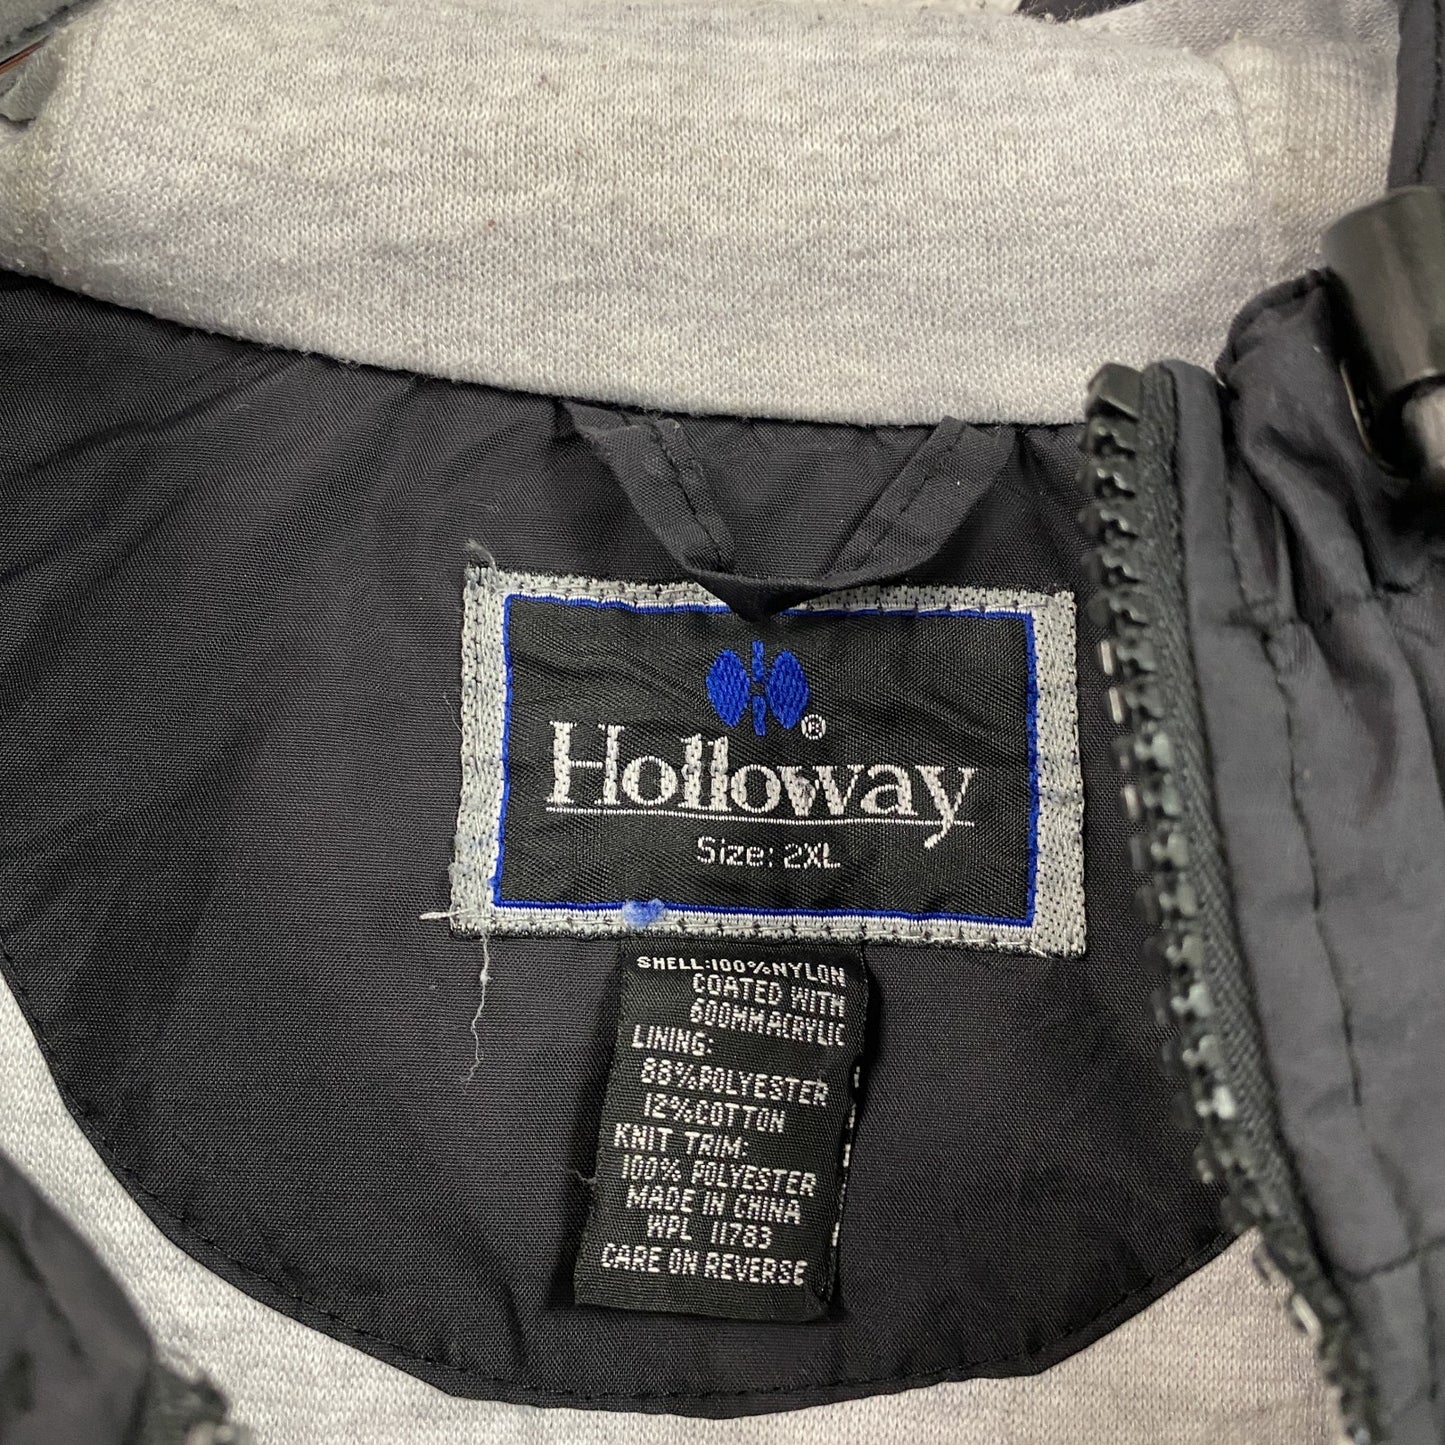 ®
Holloway
Size: 2XL
SHELL:100%NYLON
COATED WITH
600MMACRYLIC
LINING:
88%POLYESTER
12%COTTON
KNIT TRIM:
100% POLYESTER
MADE IN CHINA
WPL 11783
CARE ON REVERSE